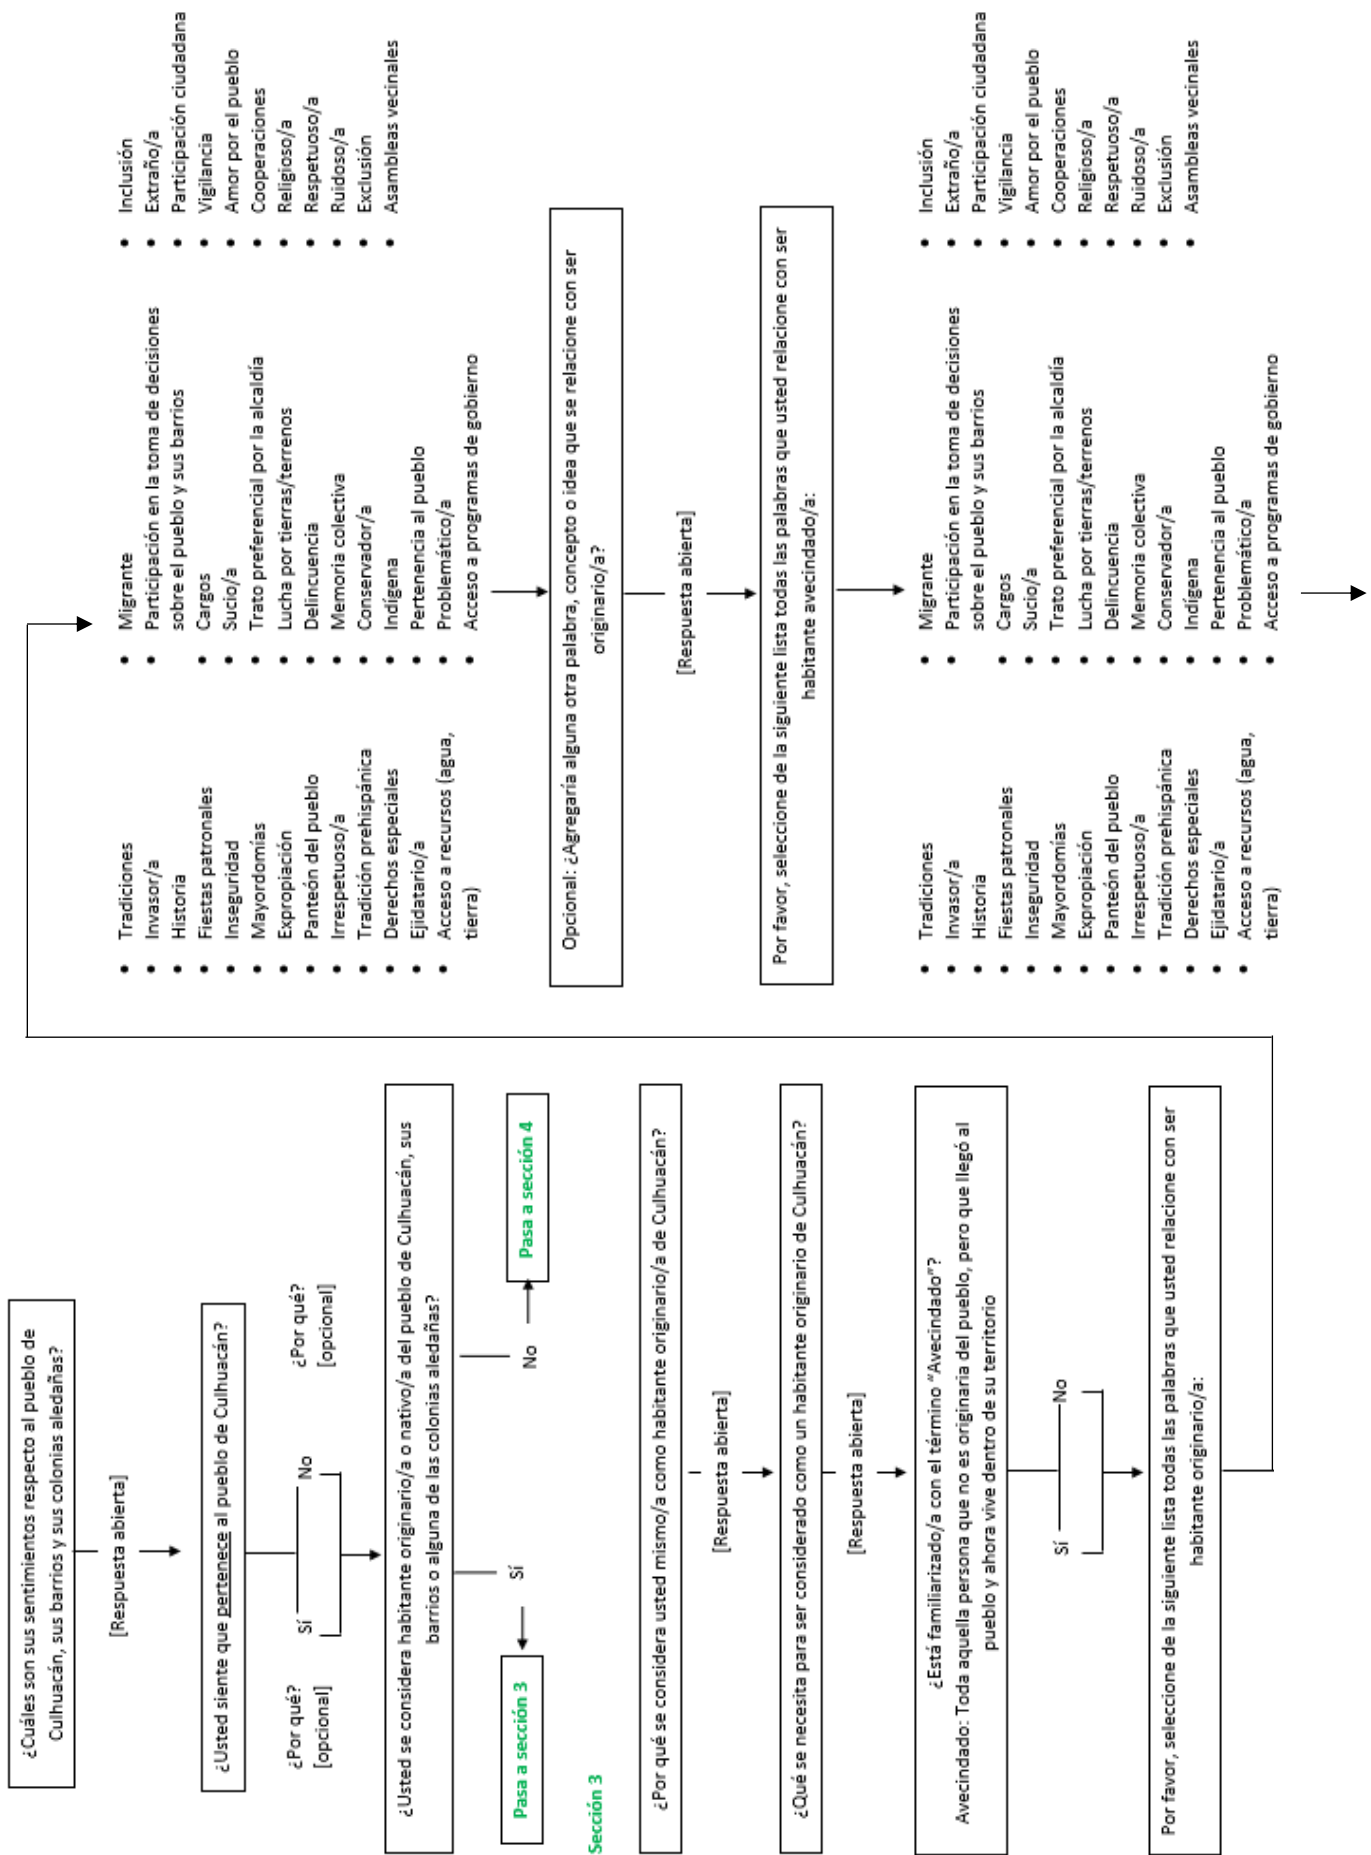 ¿Cuáles son sus sentimientos respecto al pueblo de
Culhuacán, sus barrios y sus colonias aledañas?
[Respuesta abierta]
¿Usted siente que pertenece al pueblo de Culhuacán?
¿Por qué?
[opcional]
Sí
No
¿Por qué?
[opcional]
¿Usted se considera habitante originario/a o nativo/a del pueblo de Culhuacán, sus
barrios o alguna de las colonias aledañas?
Sí
No
Pasa a sección 3
Pasa a sección 4
Sección 3
¿Por qué se considera usted mismo/a como habitante originario/a de Culhuacán?
[Respuesta abierta]
¿Qué se necesita para ser considerado como un habitante originario de Culhuacán?
[Respuesta abierta]
¿Está familiarizado/a con el término "Avecindado"?
Avecindado: Toda aquella persona que no es originaria del pueblo, pero que llegó al
pueblo y ahora vive dentro de su territorio
Sí
No
Por favor, seleccione de la siguiente lista todas las palabras que usted relacione con ser
habitante originario/a:
• Tradiciones
• Invasor/a
• Historia
• Fiestas patronales
• Inseguridad
• Mayordomías
• Expropiación
• Panteón del pueblo
• Irrespetuoso/a
• Tradición prehispánica
• Derechos especiales
• Ejidatario/a
• Acceso a recursos (agua,
tierra)
• Migrante
• Participación en la toma de decisiones
sobre el pueblo y sus barrios
• Cargos
• Sucio/a
• Trato preferencial por la alcaldía
• Lucha por tierras/terrenos
• Delincuencia
• Memoria colectiva
• Conservador/a
• Indígena
• Pertenencia al pueblo
• Problemático/a
• Acceso a programas de gobierno
• Inclusión
• Extraño/a
• Participación ciudadana
• Vigilancia
• Amor por el pueblo
• Cooperaciones
• Religioso/a
• Respetuoso/a
• Ruidoso/a
• Exclusión
• Asambleas vecinales
Opcional: ¿Agregaría alguna otra palabra, concepto o idea que se relacione con ser
originario/a?
[Respuesta abierta]
Por favor, seleccione de la siguiente lista todas las palabras que usted relacione con ser
habitante avecindado/a:
• Tradiciones
• Invasor/a
• Historia
• Fiestas patronales
• Inseguridad
• Mayordomías
• Expropiación
• Panteón del pueblo
• Irrespetuoso/a
• Tradición prehispánica
• Derechos especiales
• Ejidatario/a
• Acceso a recursos (agua,
tierra)
• Migrante
• Participación en la toma de decisiones
sobre el pueblo y sus barrios
• Cargos
• Sucio/a
• Trato preferencial por la alcaldía
• Lucha por tierras/terrenos
• Delincuencia
• Memoria colectiva
• Conservador/a
• Indígena
• Pertenencia al pueblo
• Problemático/a
• Acceso a programas de gobierno
• Inclusión
• Extraño/a
• Participación ciudadana
• Vigilancia
• Amor por el pueblo
• Cooperaciones
• Religioso/a
• Respetuoso/a
• Ruidoso/a
• Exclusión
• Asambleas vecinales